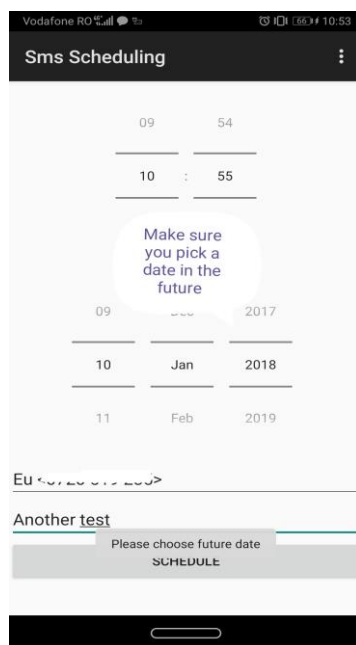 Vodafone RO 66 10:53
Sms Scheduling
09 54
10 : 55
Make sure
you pick a
date in the
future
09 2017
10 Jan 2018
11 Feb 2019
Eu
Another test
Please choose future date
SCHEDULE